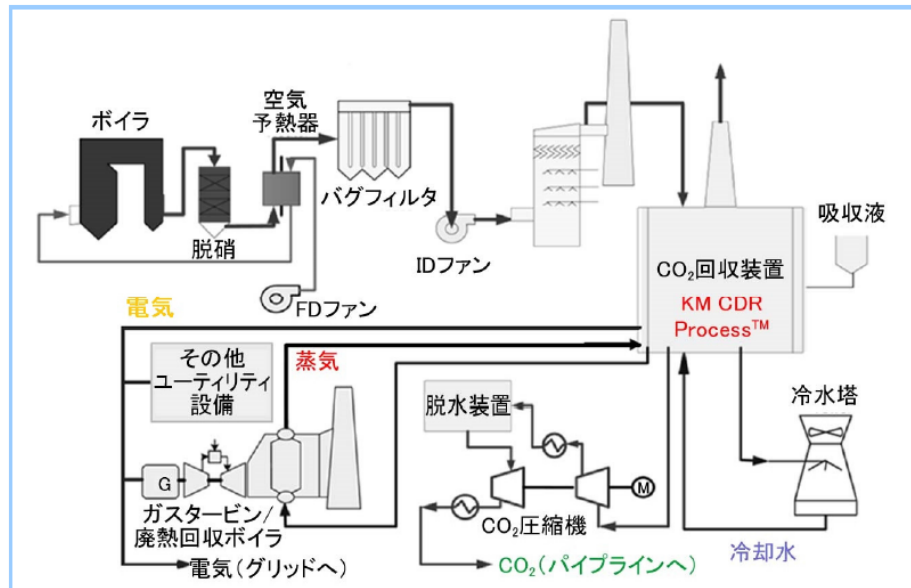 ボイラ
空気
予熱器
バグフィルタ
脱硝
IDファン
FDファン
吸収液
CO₂回収装置
KM CDR
Process™
電気
その他
ユーティリティ
設備
蒸気
脱水装置
冷水塔
G
M
ガスタービン/
廃熱回収ボイラ
CO₂圧縮機
冷却水
電気(グリッドへ)
CO₂(パイプラインへ)